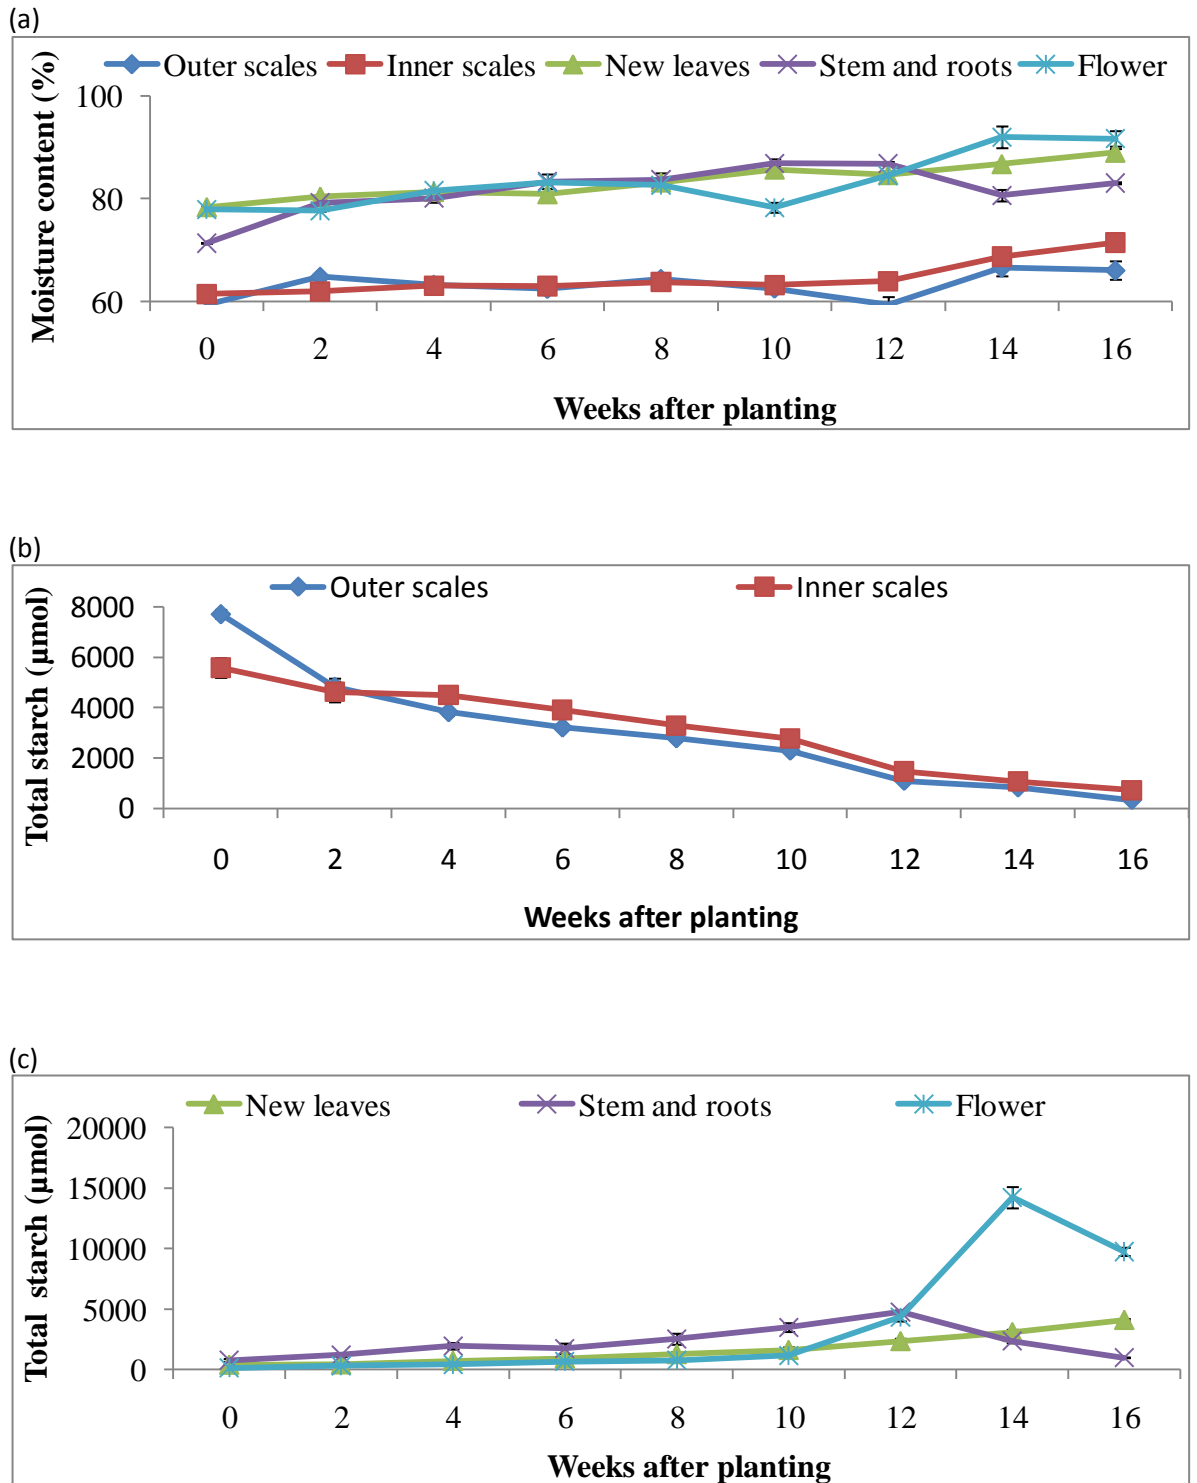 (a)
Outer scales Inner scales New leaves Stem and roots Flower
Moisture content (%)
100
80
60
0 2 4 6 8 10 12 14 16
Weeks after planting
(b)
Outer scales Inner scales
Total starch (µmol)
8000
6000
4000
2000
0
0 2 4 6 8 10 12 14 16
Weeks after planting
(c)
New leaves Stem and roots Flower
Total starch (µmol)
20000
15000
10000
5000
0
0 2 4 6 8 10 12 14 16
Weeks after planting